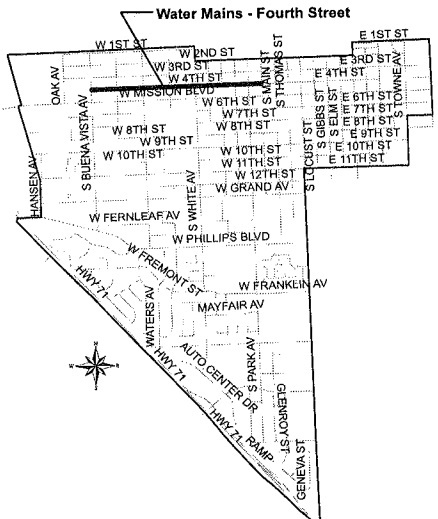 Water Mains - Fourth Street
W 1ST ST
E 1ST ST
W 2ND ST
W 3RD ST
E 3RD ST
W 4TH ST
E 4TH ST
W MISSION BLVD
OAK AV
S BUENA VISTA AV
S MAIN ST
S THOMAS ST
S GIBBS ST
S ELM ST
S TOWNE AV
W 6TH ST
E 6TH ST
W 7TH ST
E 7TH ST
W 8TH ST
W 8TH ST
E 8TH ST
W 9TH ST
E 9TH ST
W 10TH ST
W 10TH ST
E 10TH ST
W 11TH ST
E 11TH ST
W 12TH ST
W GRAND AV
S LOCUST ST
HANSEN AV
S WHITE AV
W FERNLEAF AV
W PHILLIPS BLVD
W FREMONT ST
HWY 71
W FRANKLIN AV
MAYFAIR AV
WATERS AV
HWY 71
AUTO CENTER DR
S PARK AV
GLENROY ST
HWY 71 RAMP
GENEVA ST
N
W
E
S